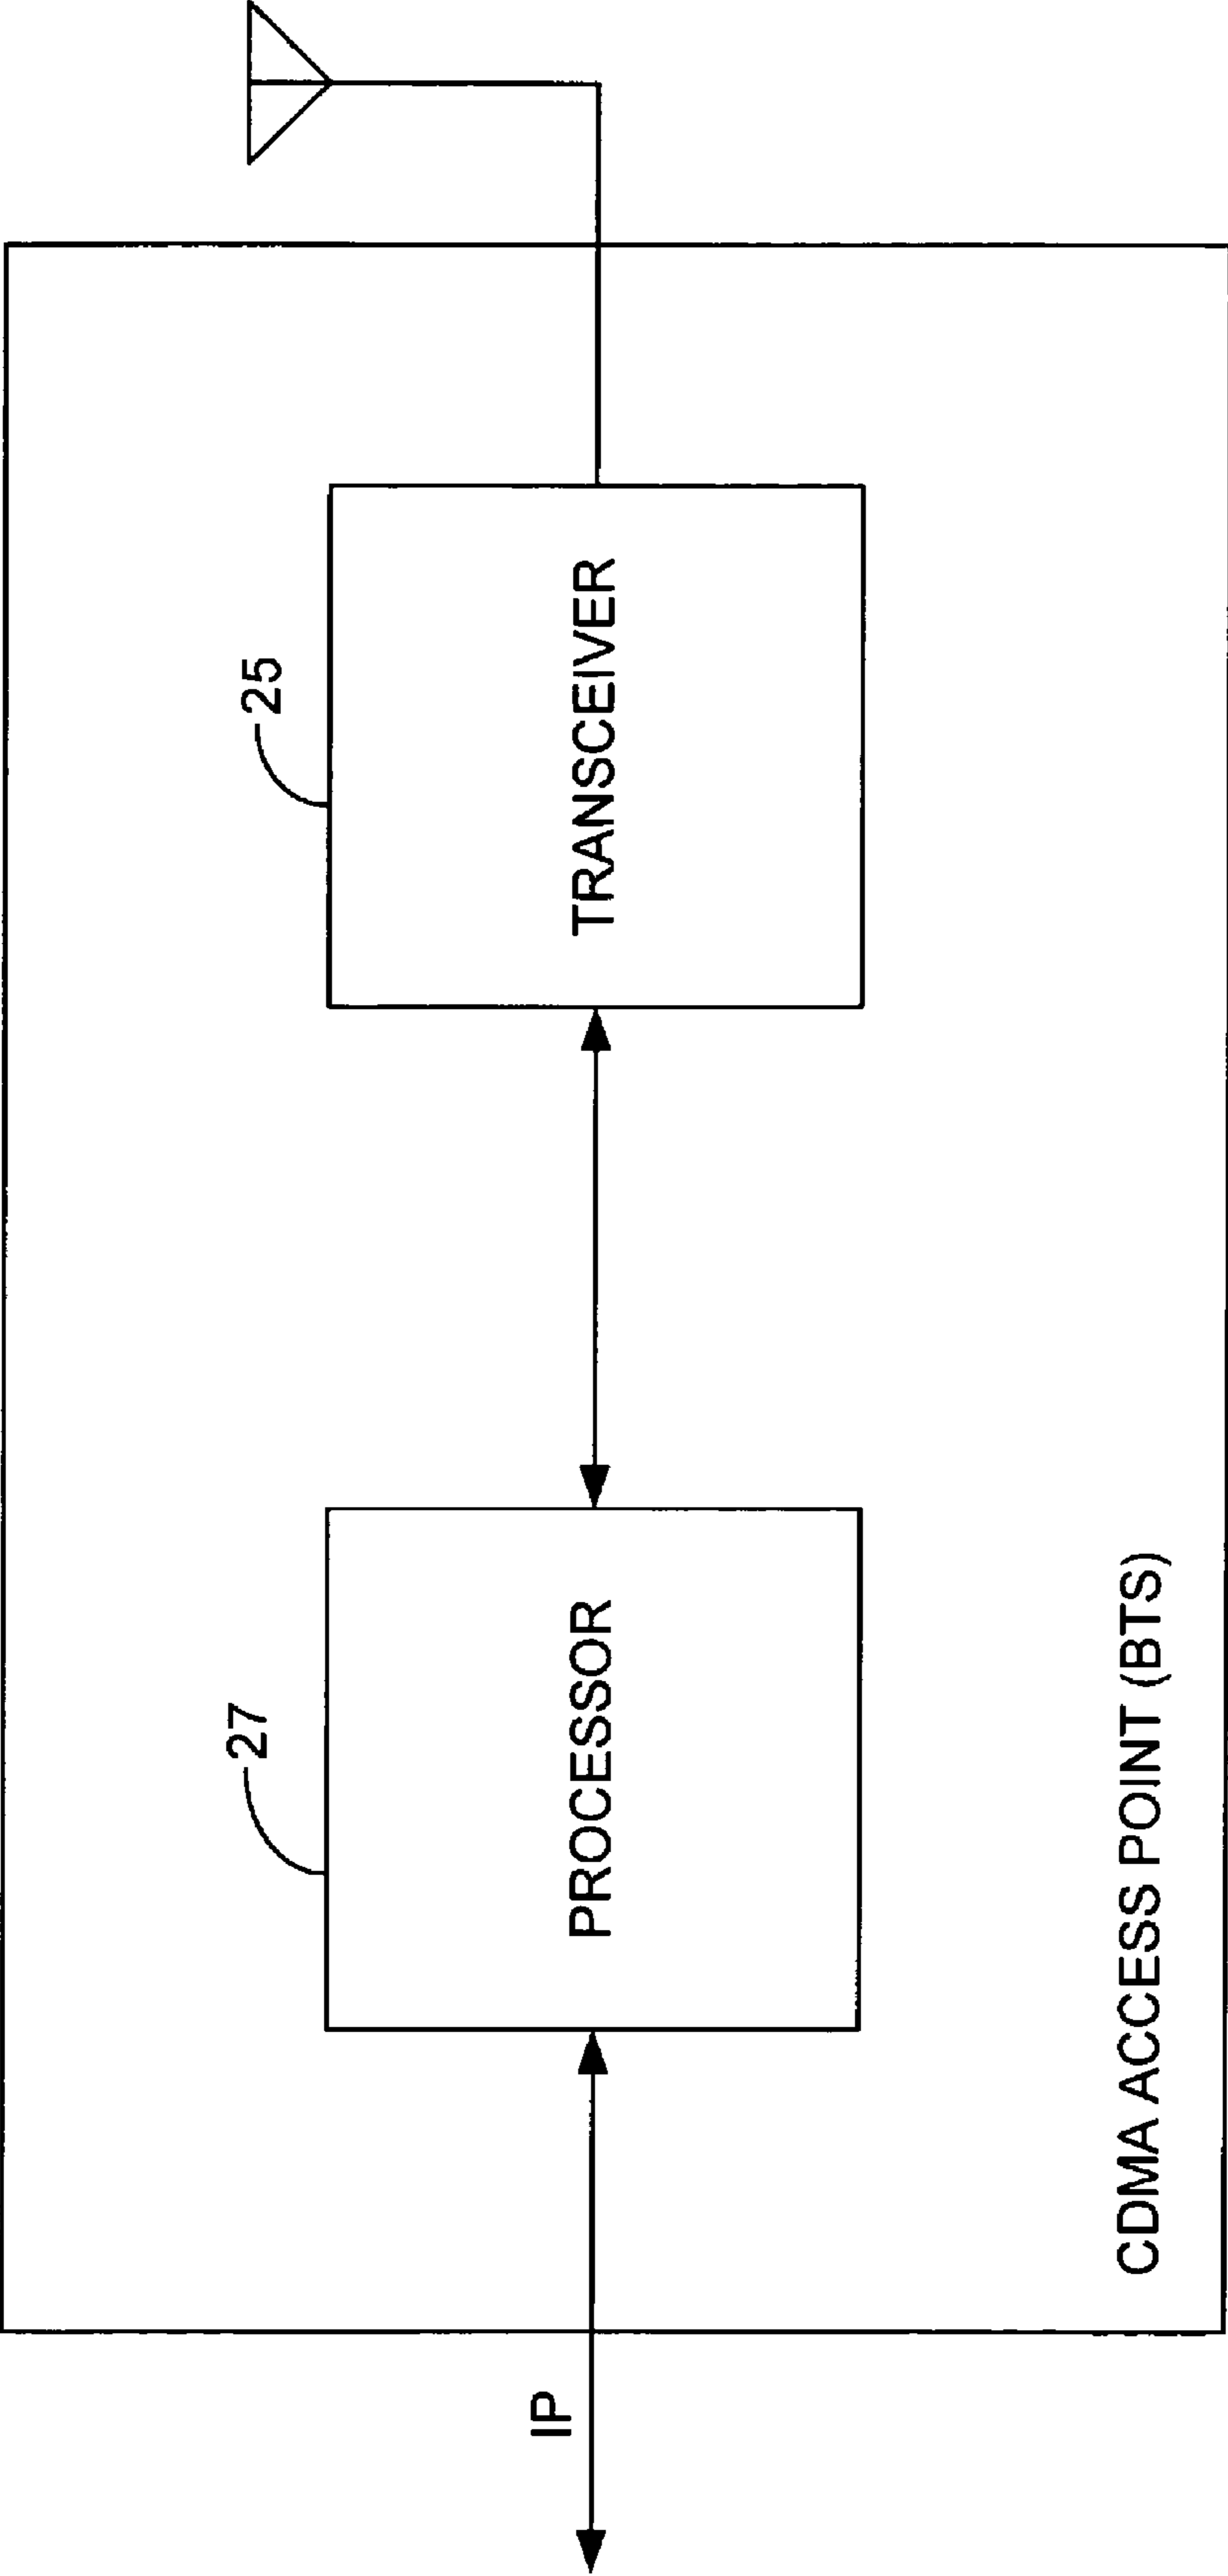 27
25
IP
PROCESSOR
TRANSCEIVER
CDMA ACCESS POINT (BTS)